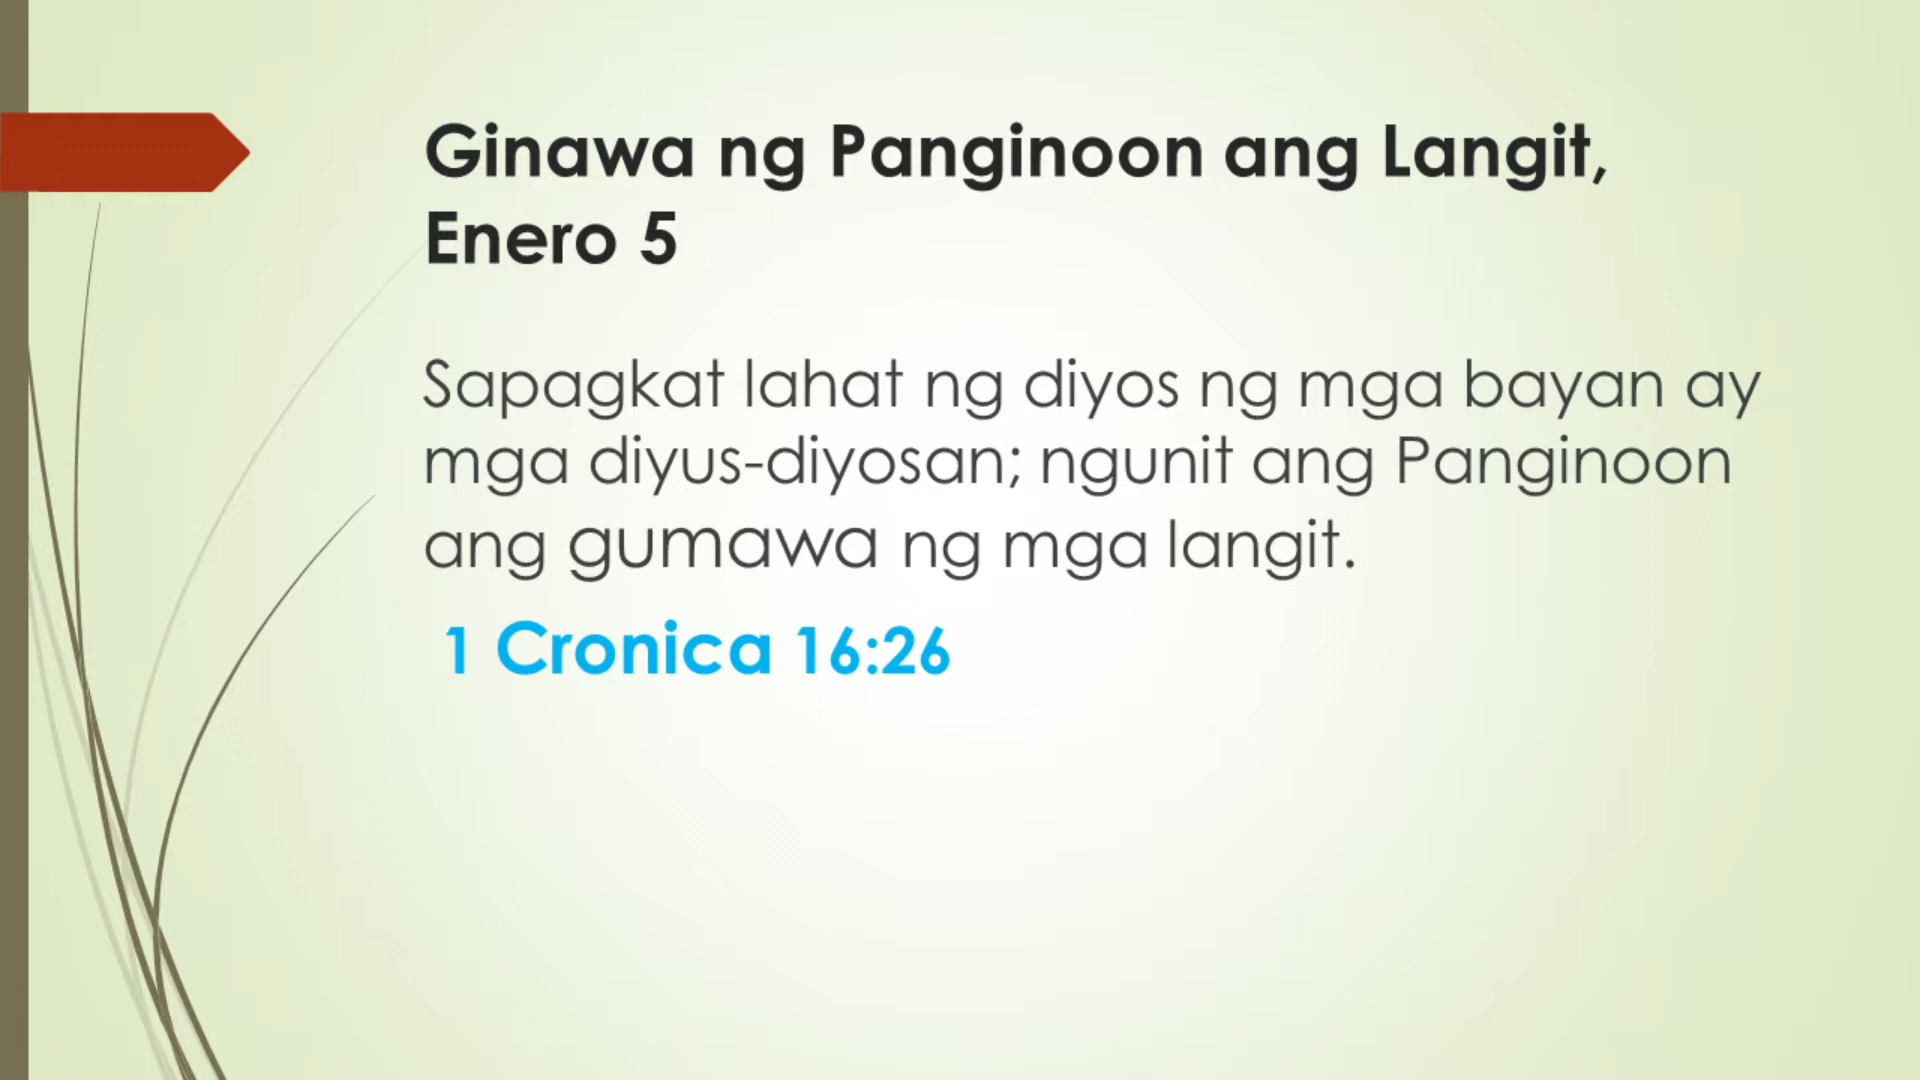 Ginawa ng Panginoon ang Langit,
Enero 5
Sapagkat lahat ng diyos ng mga bayan ay
mga diyus-diyosan; ngunit ang Panginoon
ang gumawa ng mga langit.
1 Cronica 16:26